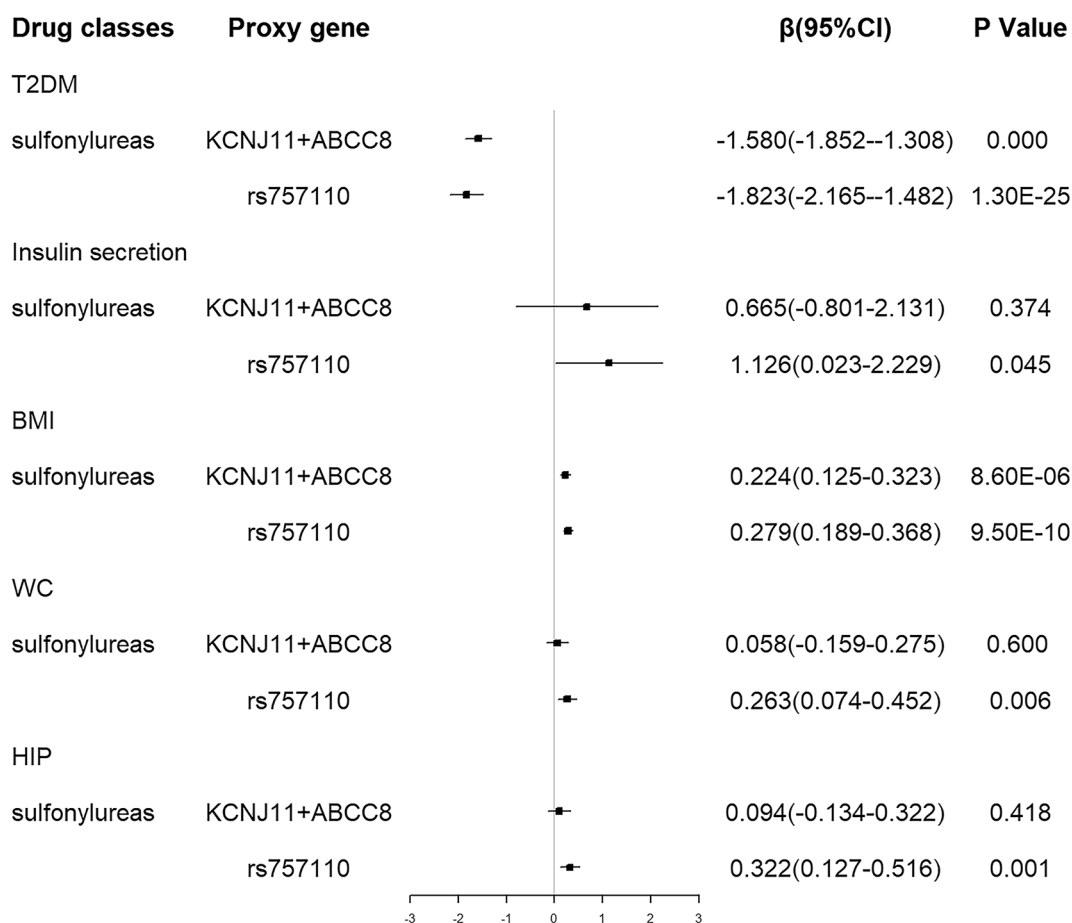 Drug classes Proxy gene β(95%CI) P Value
T2DM
sulfonylureas KCNJ11+ABCC8 -1.580(-1.852--1.308) 0.000
rs757110 -1.823(-2.165--1.482) 1.30E-25
Insulin secretion
sulfonylureas KCNJ11+ABCC8 0.665(-0.801-2.131) 0.374
rs757110 1.126(0.023-2.229) 0.045
BMI
sulfonylureas KCNJ11+ABCC8 0.224(0.125-0.323) 8.60E-06
rs757110 0.279(0.189-0.368) 9.50E-10
WC
sulfonylureas KCNJ11+ABCC8 0.058(-0.159-0.275) 0.600
rs757110 0.263(0.074-0.452) 0.006
HIP
sulfonylureas KCNJ11+ABCC8 0.094(-0.134-0.322) 0.418
rs757110 0.322(0.127-0.516) 0.001
-3 -2 -1 0 1 2 3